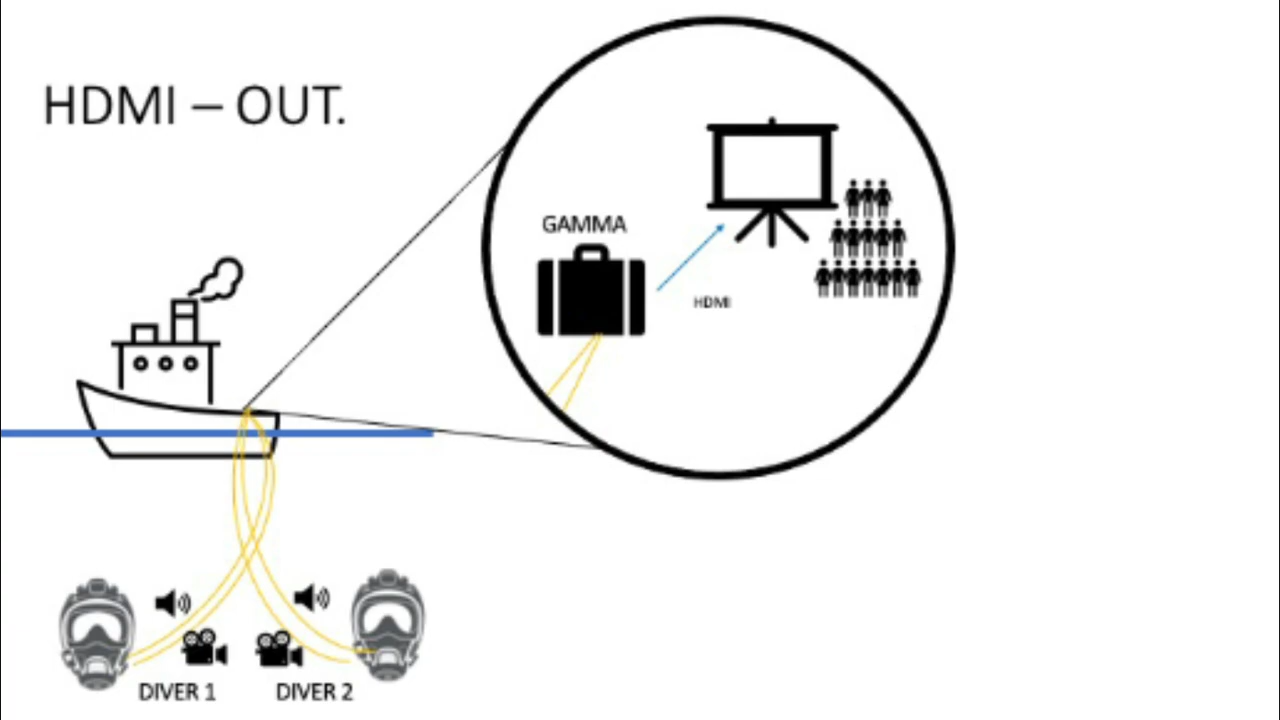 HDMI – OUT.
GAMMA
HDMI
DIVER 1
DIVER 2